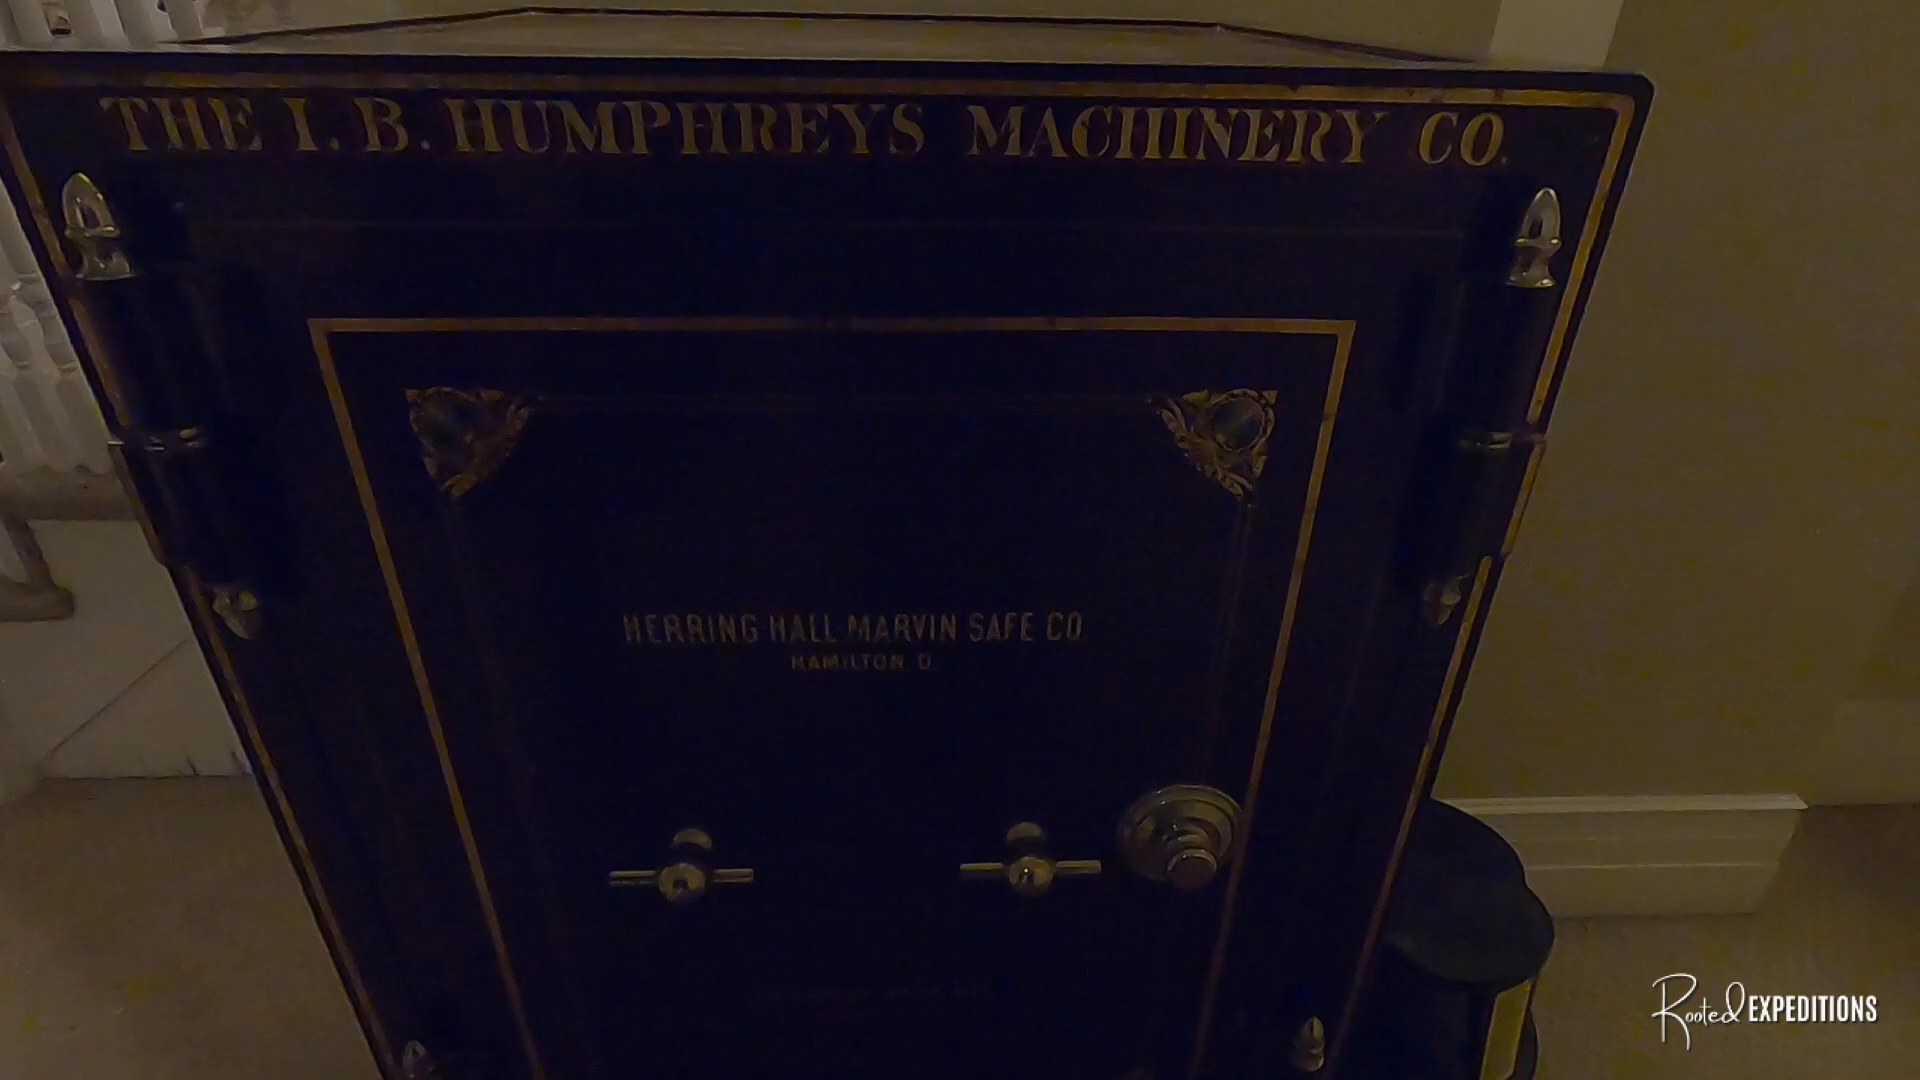 THE I. B. HUMPHREYS MACHINERY CO.
HERRING-HALL-MARVIN SAFE CO
HAMILTON O.
Rooted EXPEDITIONS